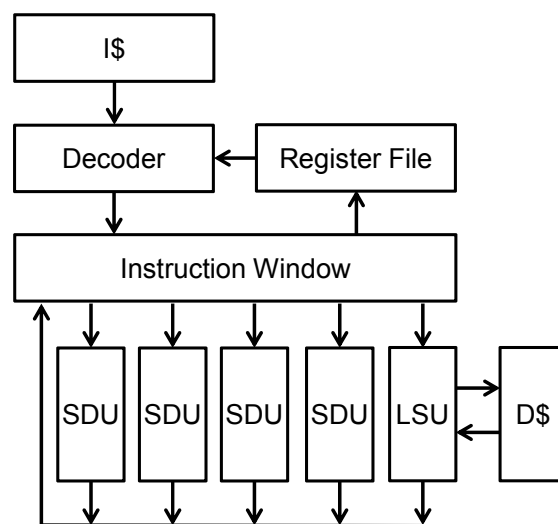 I$
Decoder
Register File
Instruction Window
SDU
SDU
SDU
SDU
LSU
D$